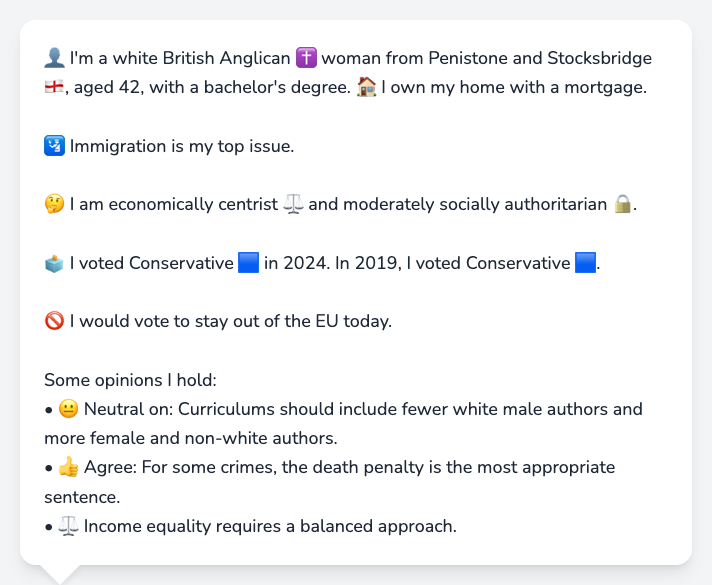 👤 I'm a white British Anglican ✝️ woman from Penistone and Stocksbridge
🏴󠁧󠁢󠁥󠁮󠁧󠁿, aged 42, with a bachelor's degree. 🏠 I own my home with a mortgage.
🛂 Immigration is my top issue.
🤔 I am economically centrist ⚖️ and moderately socially authoritarian 🔒.
🗳️ I voted Conservative 🟦 in 2024. In 2019, I voted Conservative 🟦.
🚫 I would vote to stay out of the EU today.
Some opinions I hold:
• 😐 Neutral on: Curriculums should include fewer white male authors and
more female and non-white authors.
• 👍 Agree: For some crimes, the death penalty is the most appropriate
sentence.
• ⚖️ Income equality requires a balanced approach.